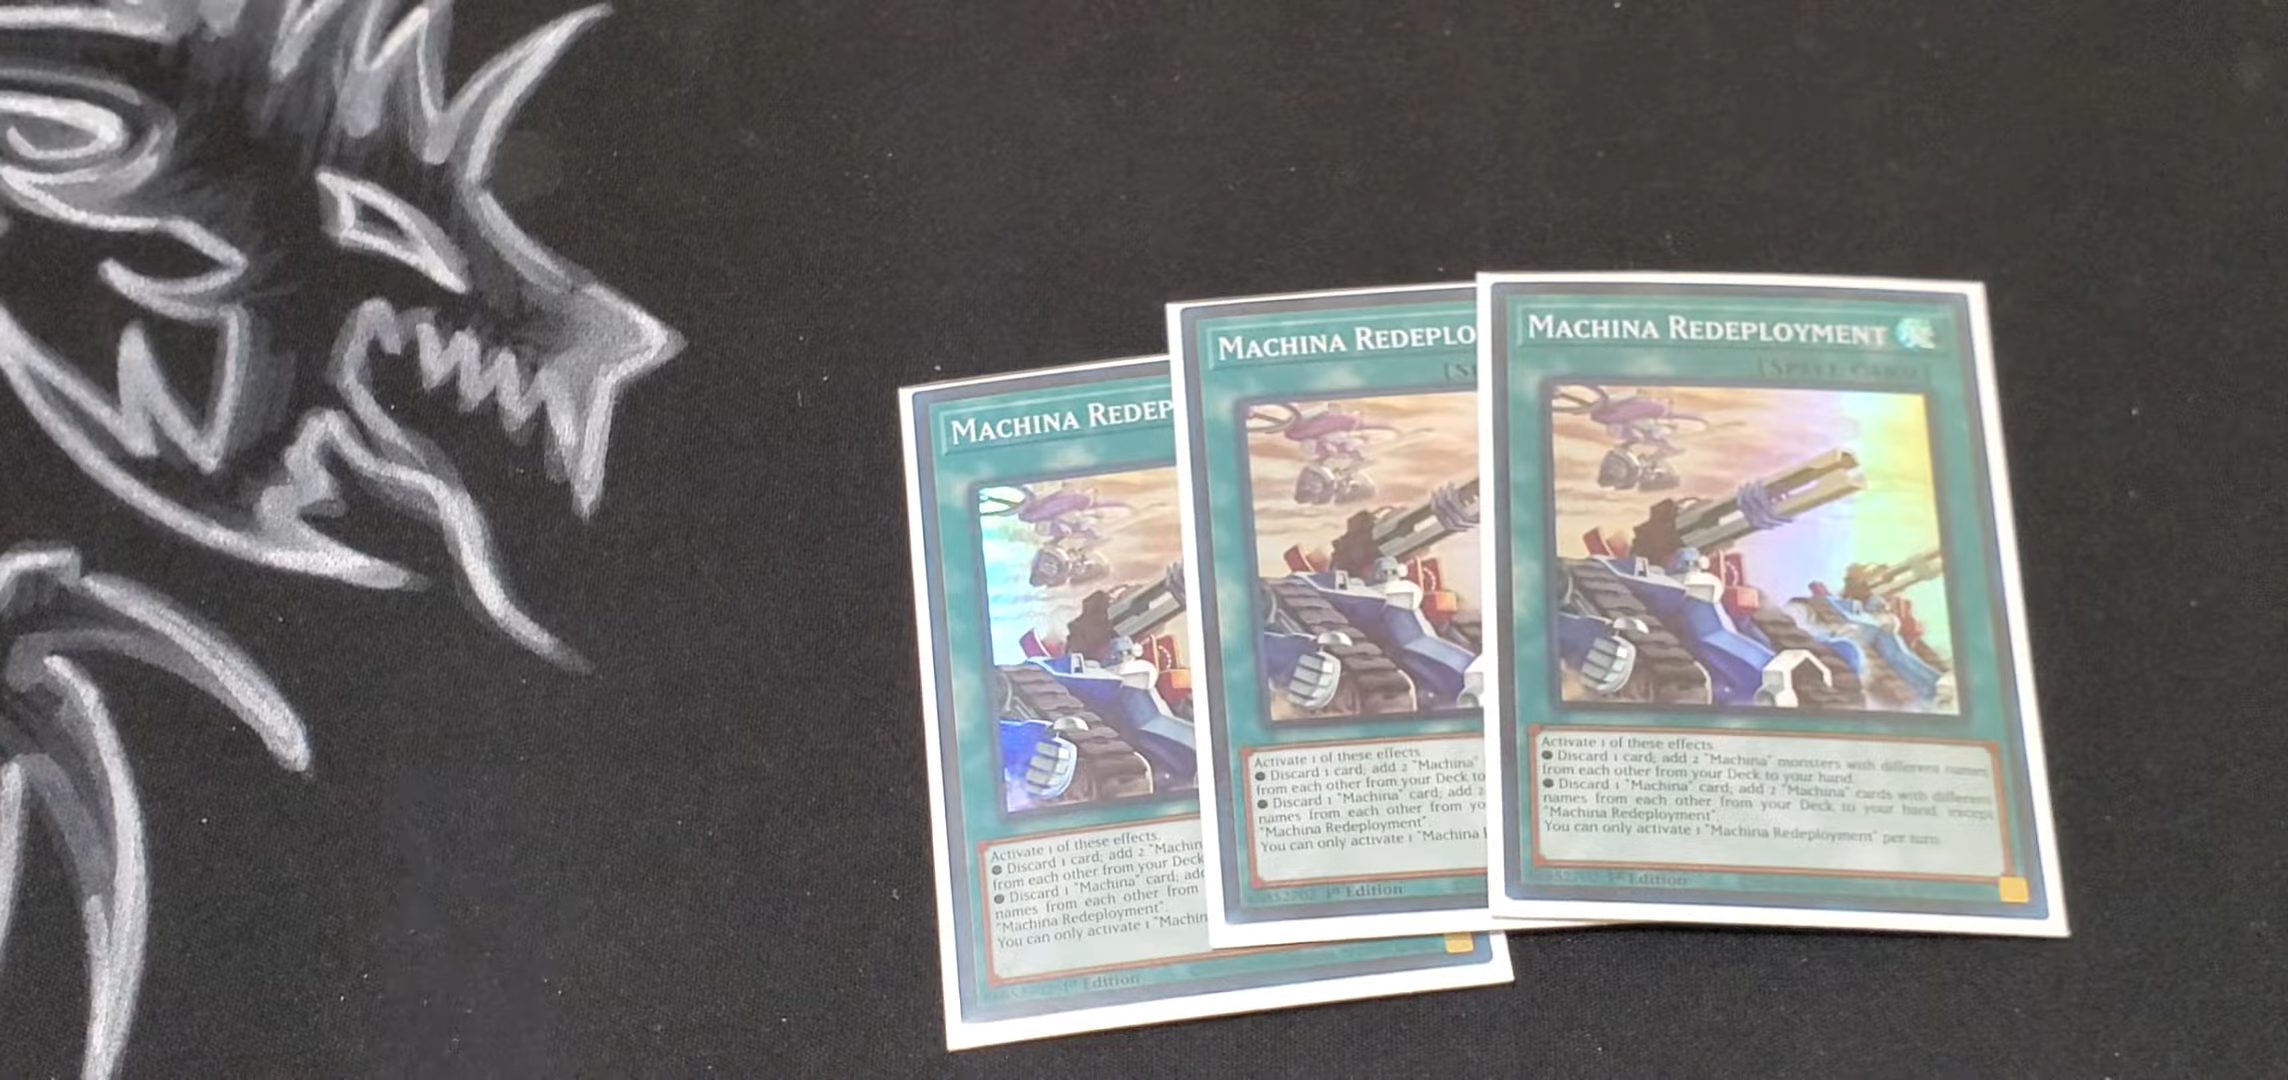 MACHINA REDEP
Activate 1 of these effects.
● Discard 1 card; add 2 "Machin
from each other from your Deck
● Discard 1 "Machina" card; add
names from each other from
"Machina Redeployment".
You can only activate 1 "Machin
1st Edition
MACHINA REDEPLO
[SP
Activate 1 of these effects.
● Discard 1 card; add 2 "Machina"
from each other from your Deck to
● Discard 1 "Machina" card; add 2
names from each other from yo
"Machina Redeployment".
You can only activate 1 "Machina
1st Edition
MACHINA REDEPLOYMENT
[SPELL CARD]
Activate 1 of these effects.
● Discard 1 card; add 2 "Machina" monsters with different names
from each other from your Deck to your hand.
● Discard 1 "Machina" card; add 2 "Machina" cards with different
names from each other from your Deck to your hand, except
"Machina Redeployment".
You can only activate 1 "Machina Redeployment" per turn.
1st Edition